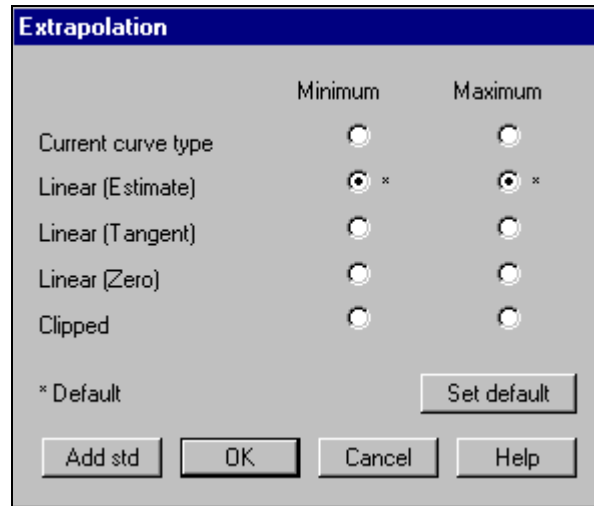 Extrapolation
Minimum Maximum
Current curve type
Linear (Estimate) * *
Linear (Tangent)
Linear (Zero)
Clipped
* Default Set default
Add std OK Cancel Help